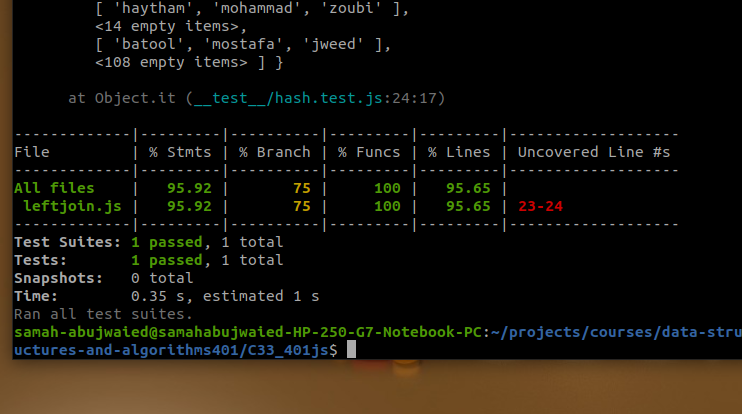 [ 'haytham', 'mohammad', 'zoubi' ],
<14 empty items>,
[ 'batool', 'mostafa', 'jweed' ],
<108 empty items> ] }
at Object.it (__test__/hash.test.js:24:17)
-------------|---------|----------|---------|---------|-------------------
File         | % Stmts | % Branch | % Funcs | % Lines | Uncovered Line #s
-------------|---------|----------|---------|---------|-------------------
All files    |   95.92 |       75 |     100 |   95.65 |
 leftjoin.js |   95.92 |       75 |     100 |   95.65 | 23-24
-------------|---------|----------|---------|---------|-------------------
Test Suites: 1 passed, 1 total
Tests:       1 passed, 1 total
Snapshots:   0 total
Time:        0.35 s, estimated 1 s
Ran all test suites.
samah-abujwaied@samahabujwaied-HP-250-G7-Notebook-PC:~/projects/courses/data-stru
uctures-and-algorithms401/C33_401js$